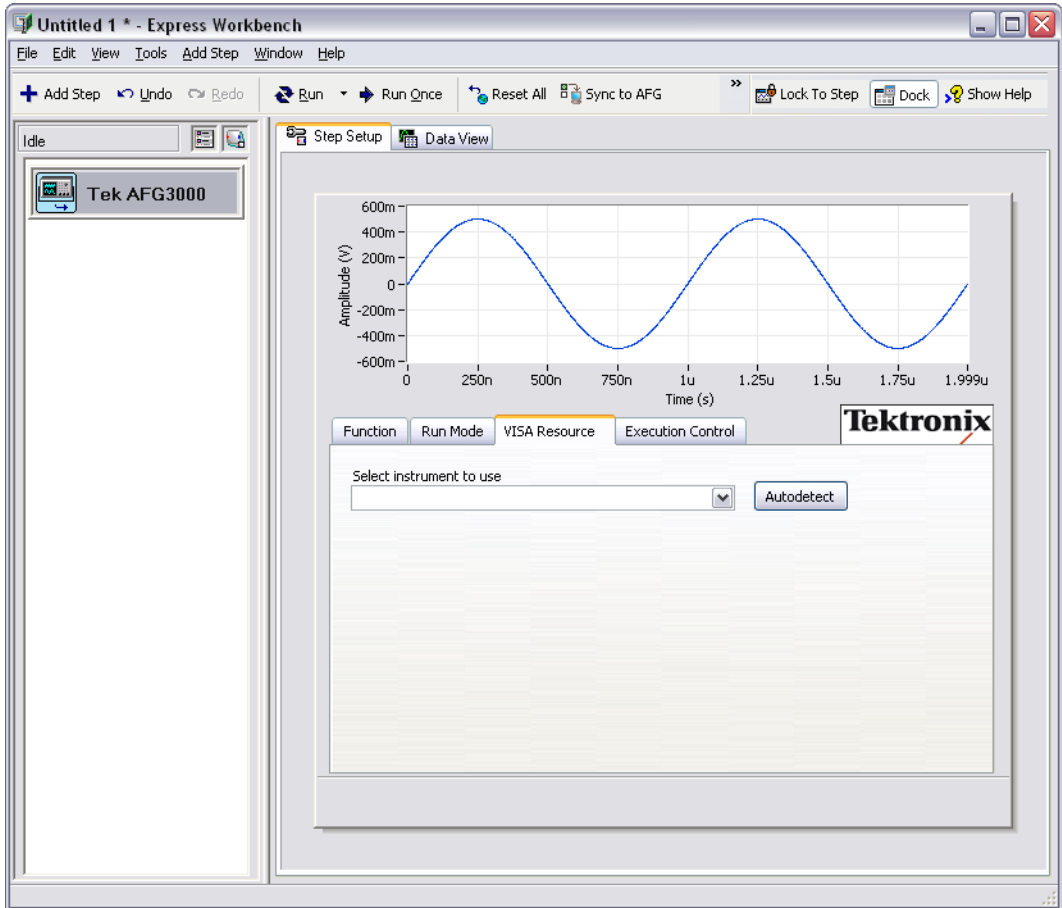 Untitled 1 * - Express Workbench
File Edit View Tools Add Step Window Help
Add Step Undo Redo Run Run Once Reset All Sync to AFG » Lock To Step Dock Show Help
Idle
Step Setup Data View
Tek AFG3000
600m
400m
200m
0
-200m
-400m
-600m
Amplitude (V)
0 250n 500n 750n 1u 1.25u 1.5u 1.75u 1.999u
Time (s)
Tektronix
Function Run Mode VISA Resource Execution Control
Select instrument to use
Autodetect